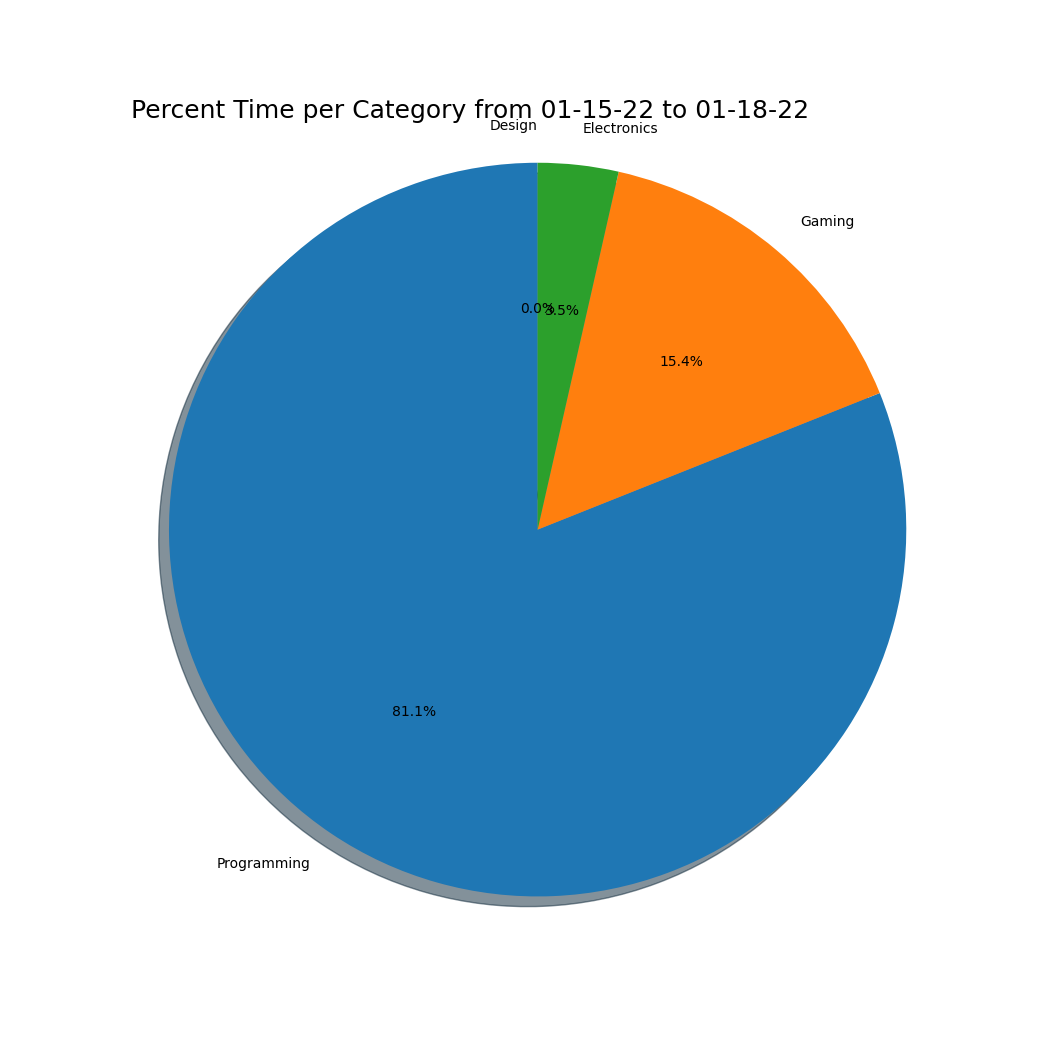 Percent Time per Category from 01-15-22 to 01-18-22
Design
Electronics
Gaming
0.0%
3.5%
15.4%
81.1%
Programming